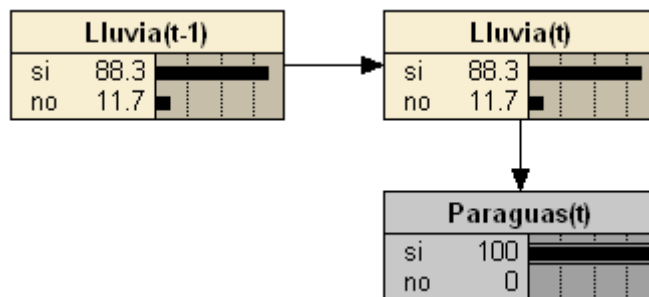 Lluvia(t-1)
si 88.3
no 11.7
Lluvia(t)
si 88.3
no 11.7
Paraguas(t)
si 100
no 0